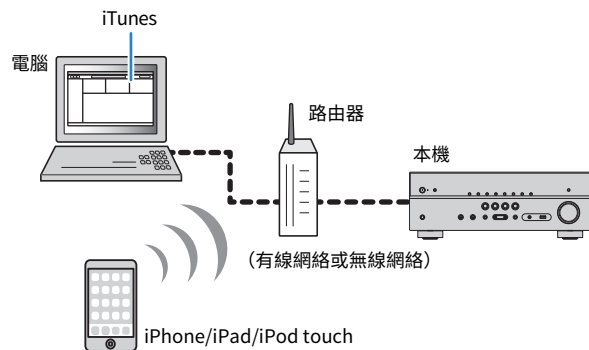 iTunes
電腦
路由器
本機
（有線網絡或無線網絡）
iPhone/iPad/iPod touch